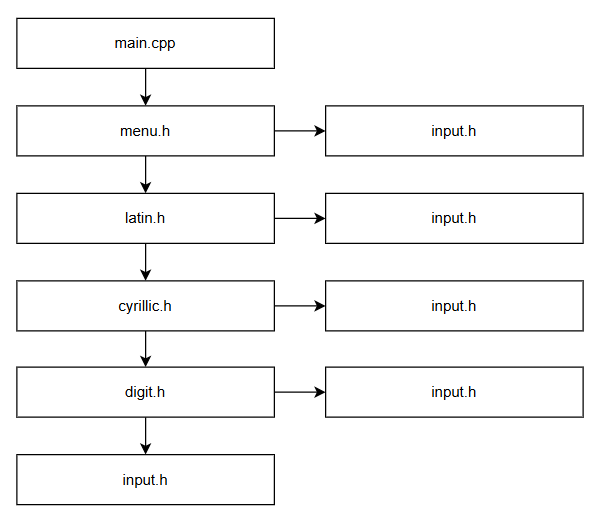 main.cpp
menu.h
input.h
latin.h
input.h
cyrillic.h
input.h
digit.h
input.h
input.h